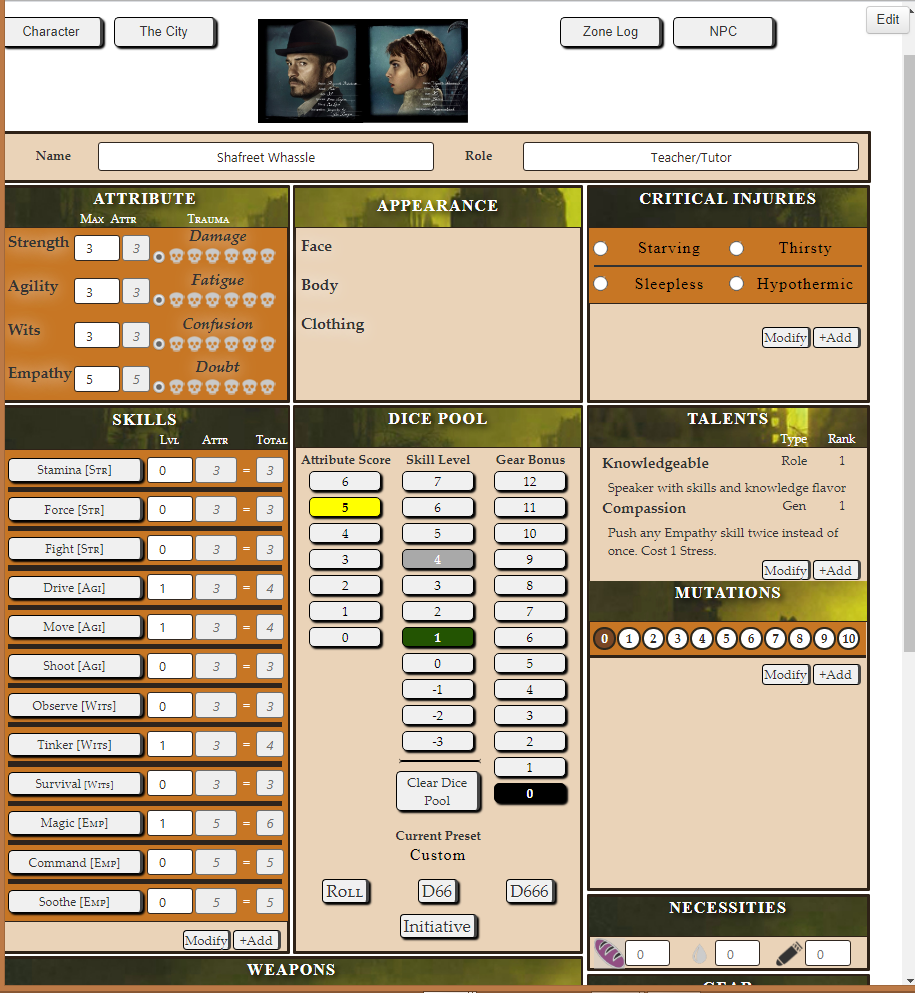 Character
The City
Zone Log
NPC
Edit
Name
Shafreet Whassle
Role
Teacher/Tutor
ATTRIBUTE
Max Attr Trauma
Strength 3 3 Damage
Agility 3 3 Fatigue
Wits 3 3 Confusion
Empathy 5 5 Doubt
APPEARANCE
Face
Body
Clothing
CRITICAL INJURIES
Starving Thirsty
Sleepless Hypothermic
Modify +Add
SKILLS
Lvl Attr Total
Stamina [Str] 0 3 = 3
Force [Str] 0 3 = 3
Fight [Str] 0 3 = 3
Drive [Agi] 1 3 = 4
Move [Agi] 1 3 = 4
Shoot [Agi] 0 3 = 3
Observe [Wits] 0 3 = 3
Tinker [Wits] 1 3 = 4
Survival [Wits] 0 3 = 3
Magic [Emp] 1 5 = 6
Command [Emp] 0 5 = 5
Soothe [Emp] 0 5 = 5
Modify +Add
DICE POOL
Attribute Score Skill Level Gear Bonus
6 7 12
5 6 11
4 5 10
3 4 9
2 3 8
1 2 7
0 1 6
0 5
-1 4
-2 3
-3 2
1
Clear Dice
Pool
0
Current Preset
Custom
Roll D66 D666
Initiative
TALENTS
Type Rank
Knowledgeable Role 1
Speaker with skills and knowledge flavor
Compassion Gen 1
Push any Empathy skill twice instead of
once. Cost 1 Stress.
Modify +Add
MUTATIONS
0 1 2 3 4 5 6 7 8 9 10
Modify +Add
NECESSITIES
0 0 0
WEAPONS
GEAR